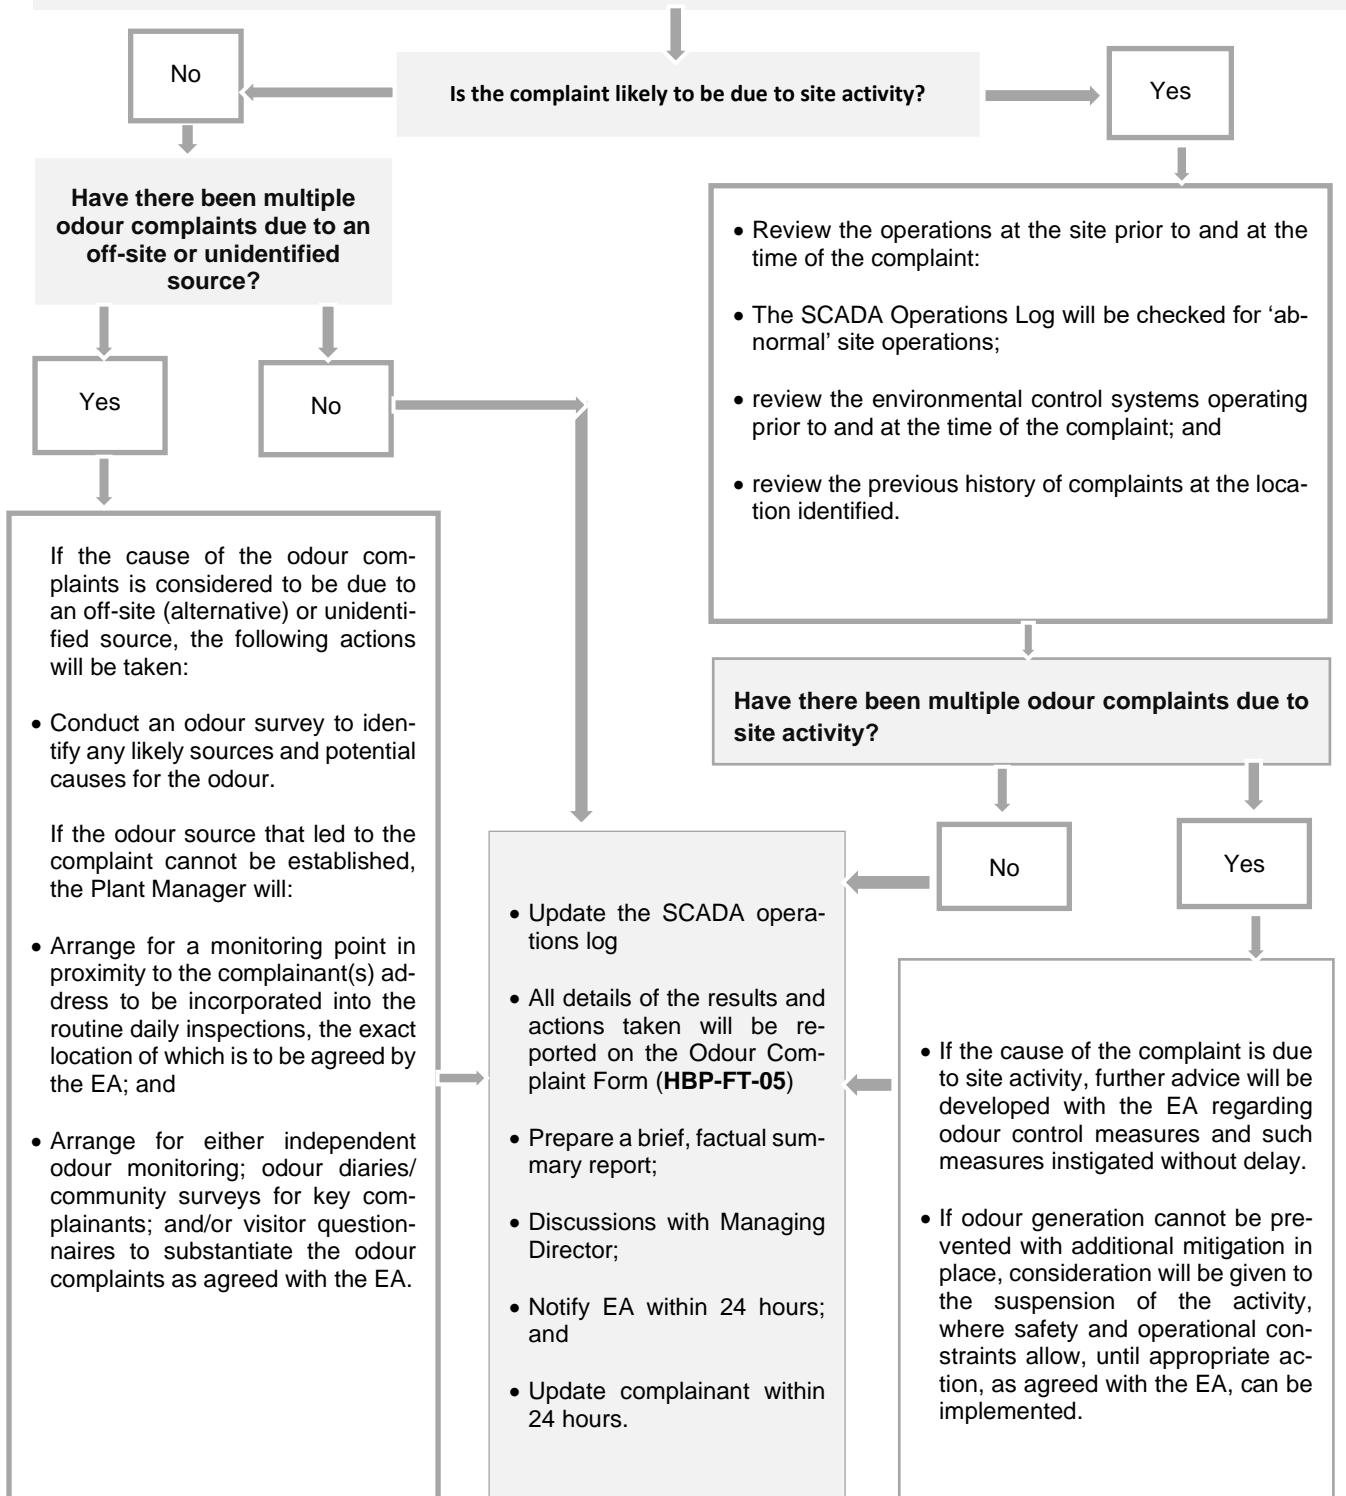 No
Is the complaint likely to be due to site activity?
Yes
Have there been multiple
odour complaints due to an
off-site or unidentified
source?
• Review the operations at the site prior to and at the
time of the complaint:
• The SCADA Operations Log will be checked for ‘ab-
normal’ site operations;
• review the environmental control systems operating
prior to and at the time of the complaint; and
• review the previous history of complaints at the loca-
tion identified.
Yes
No
If the cause of the odour com-
plaints is considered to be due to
an off-site (alternative) or unidenti-
fied source, the following actions
will be taken:
• Conduct an odour survey to iden-
tify any likely sources and potential
causes for the odour.
If the odour source that led to the
complaint cannot be established,
the Plant Manager will:
• Arrange for a monitoring point in
proximity to the complainant(s) ad-
dress to be incorporated into the
routine daily inspections, the exact
location of which is to be agreed by
the EA; and
• Arrange for either independent
odour monitoring; odour diaries/
community surveys for key com-
plainants; and/or visitor question-
naires to substantiate the odour
complaints as agreed with the EA.
Have there been multiple odour complaints due to
site activity?
No
Yes
• Update the SCADA opera-
tions log
• All details of the results and
actions taken will be re-
ported on the Odour Com-
plaint Form (HBP-FT-05)
• Prepare a brief, factual sum-
mary report;
• Discussions with Managing
Director;
• Notify EA within 24 hours;
and
• Update complainant within
24 hours.
• If the cause of the complaint is due
to site activity, further advice will be
developed with the EA regarding
odour control measures and such
measures instigated without delay.
• If odour generation cannot be pre-
vented with additional mitigation in
place, consideration will be given to
the suspension of the activity,
where safety and operational con-
straints allow, until appropriate ac-
tion, as agreed with the EA, can be
implemented.